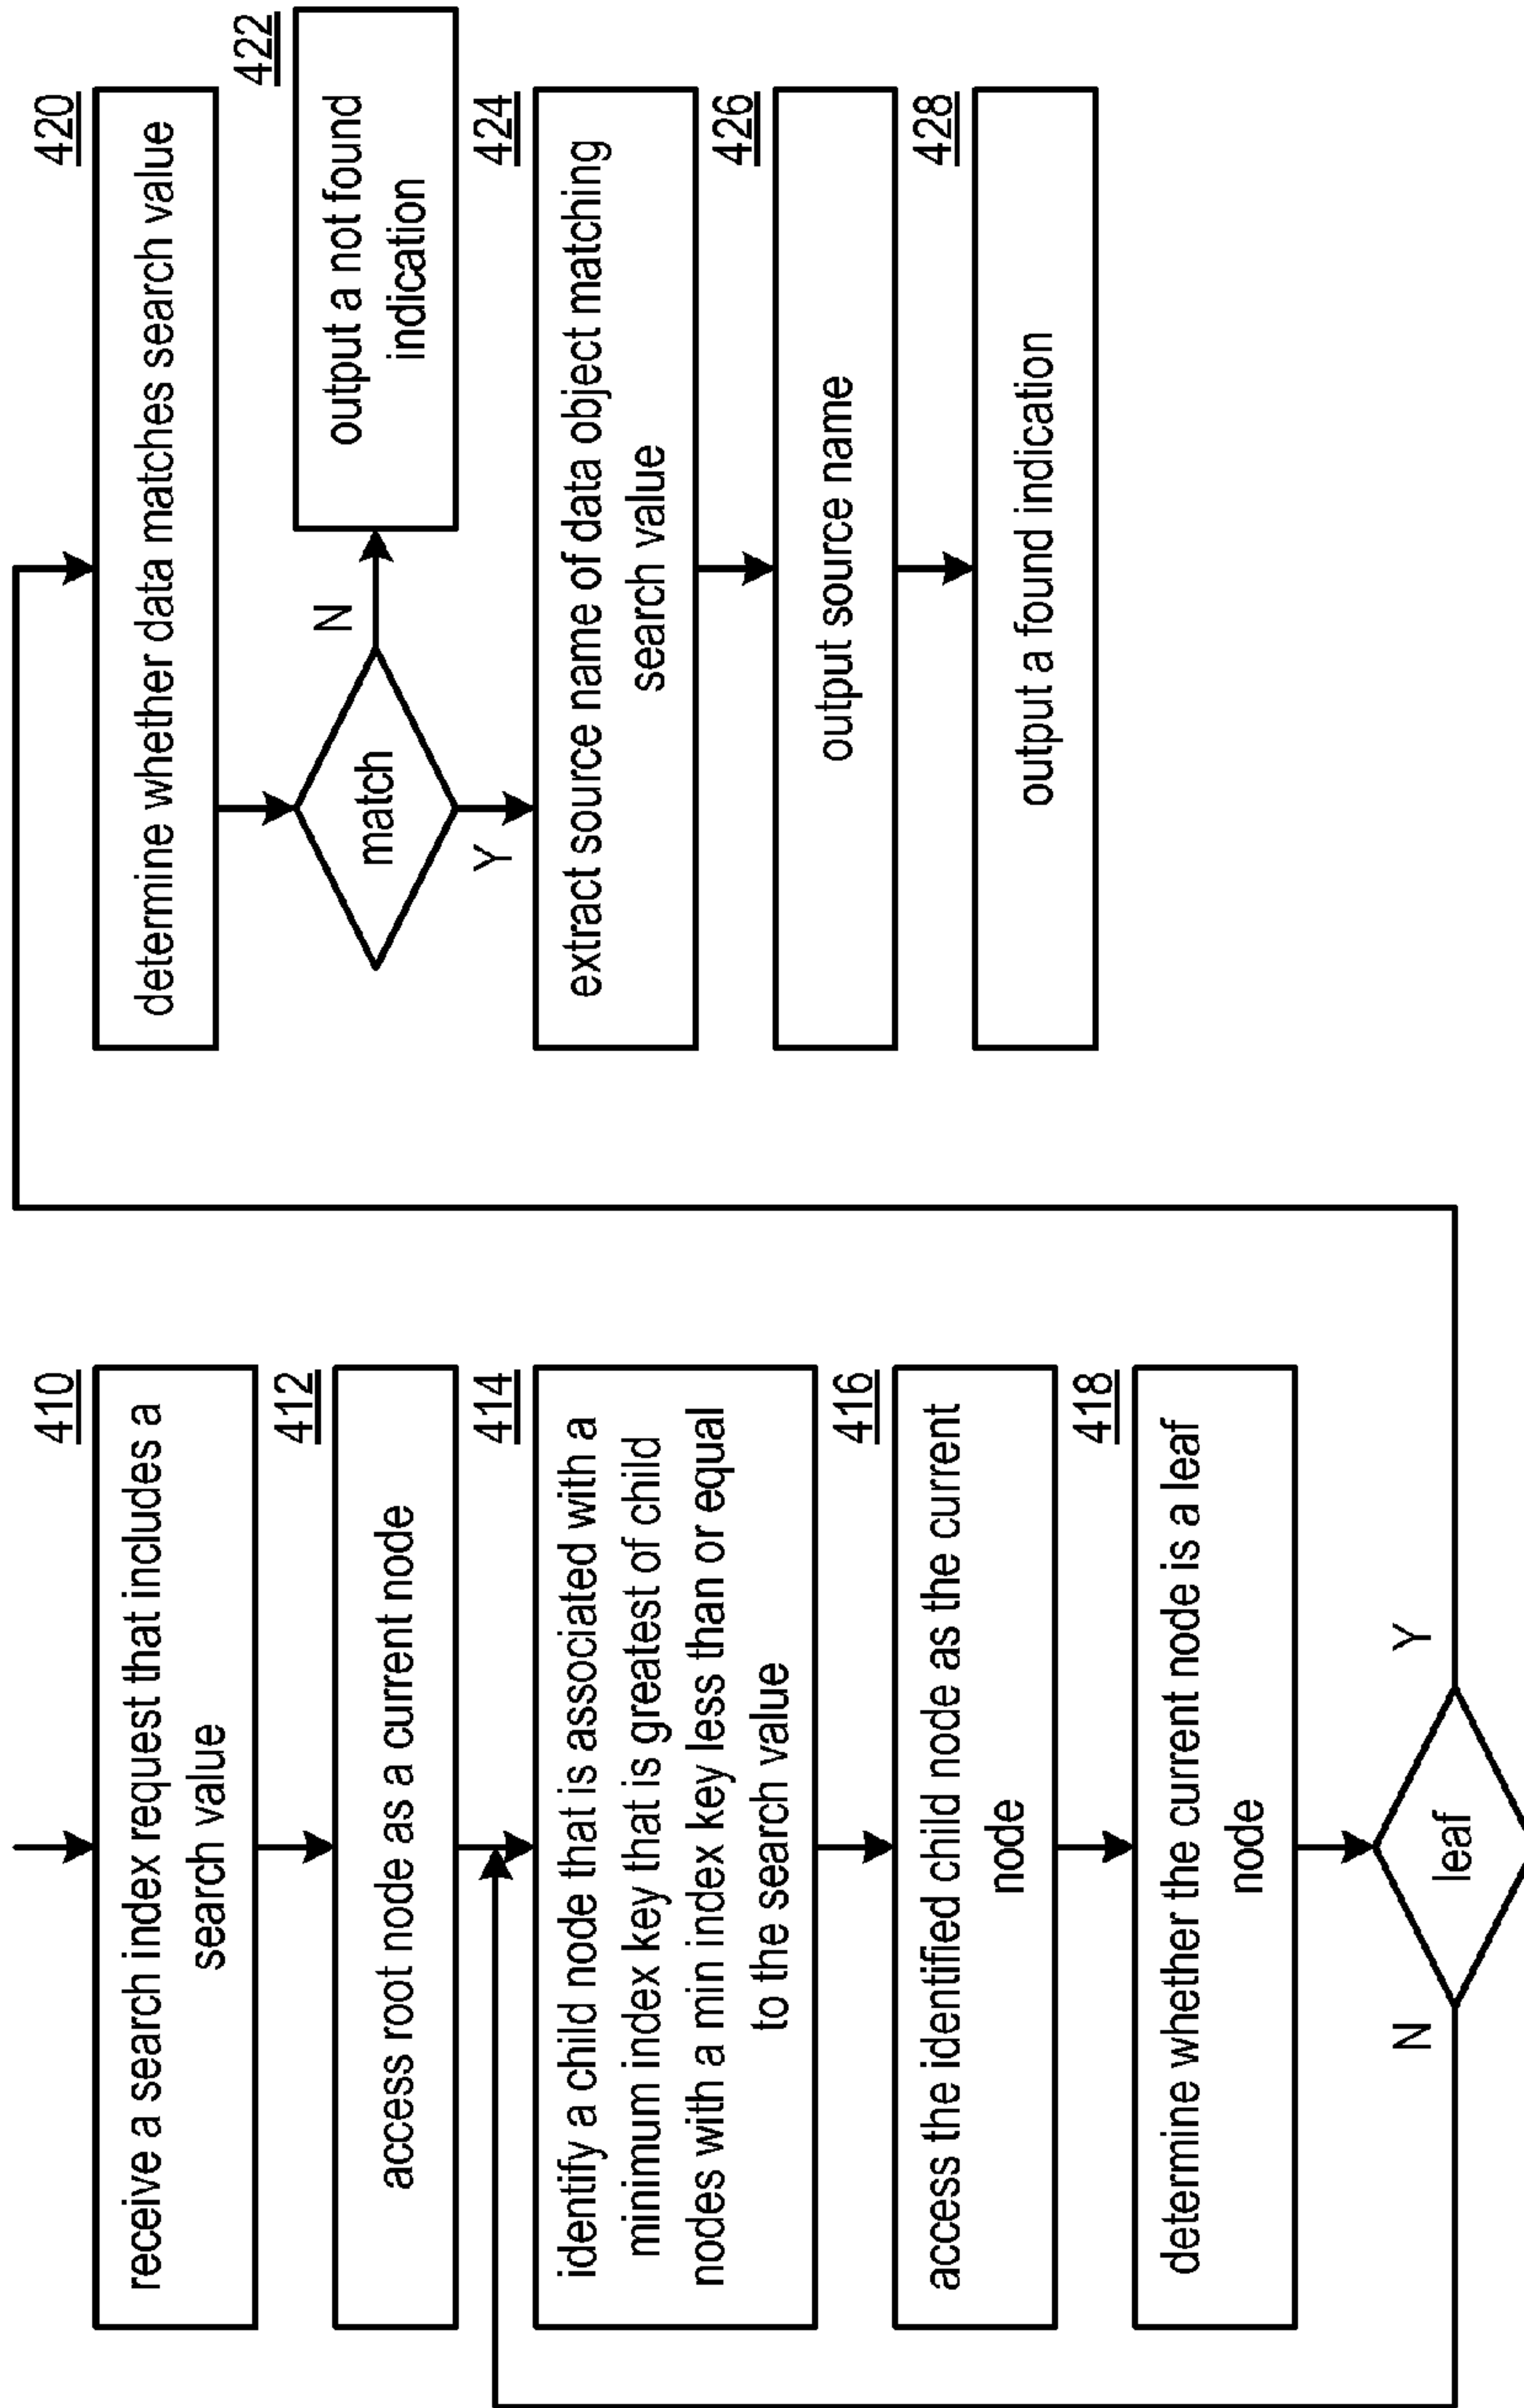 410
receive a search index request that includes a
search value
412
access root node as a current node
414
identify a child node that is associated with a
minimum index key that is greatest of child
nodes with a min index key less than or equal
to the search value
416
access the identified child node as the current
node
418
determine whether the current node is a leaf
node
leaf
N
Y
420
determine whether data matches search value
match
N
Y
422
output a not found
indication
424
extract source name of data object matching
search value
426
output source name
428
output a found indication